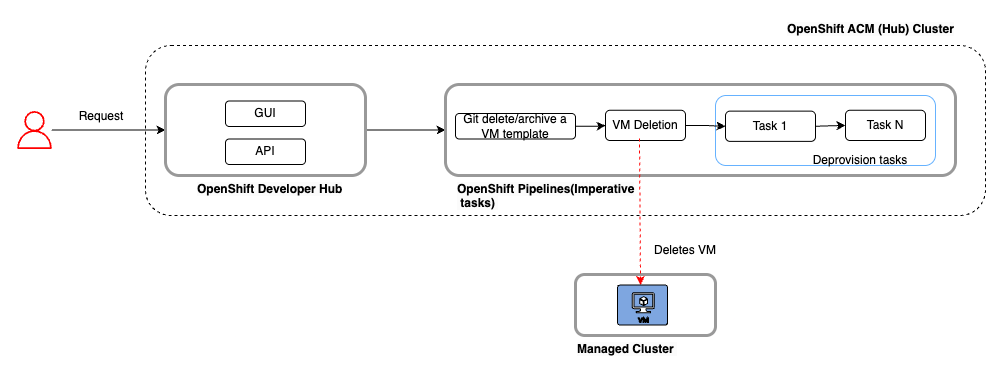 OpenShift ACM (Hub) Cluster
Request
GUI
API
OpenShift Developer Hub
Git delete/archive a
VM template
VM Deletion
Task 1
Task N
Deprovision tasks
OpenShift Pipelines(Imperative
tasks)
Deletes VM
VM
Managed Cluster